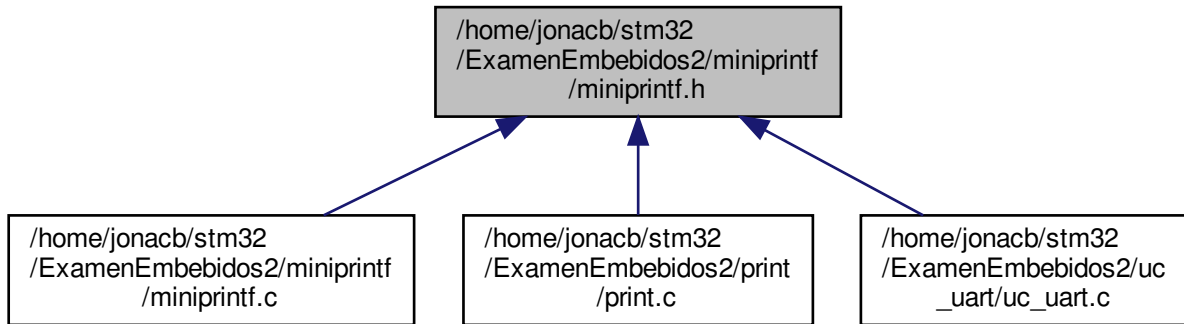 /home/jonacb/stm32
/ExamenEmbebidos2/miniprintf
/miniprintf.h
/home/jonacb/stm32
/ExamenEmbebidos2/miniprintf
/miniprintf.c
/home/jonacb/stm32
/ExamenEmbebidos2/print
/print.c
/home/jonacb/stm32
/ExamenEmbebidos2/uc
_uart/uc_uart.c